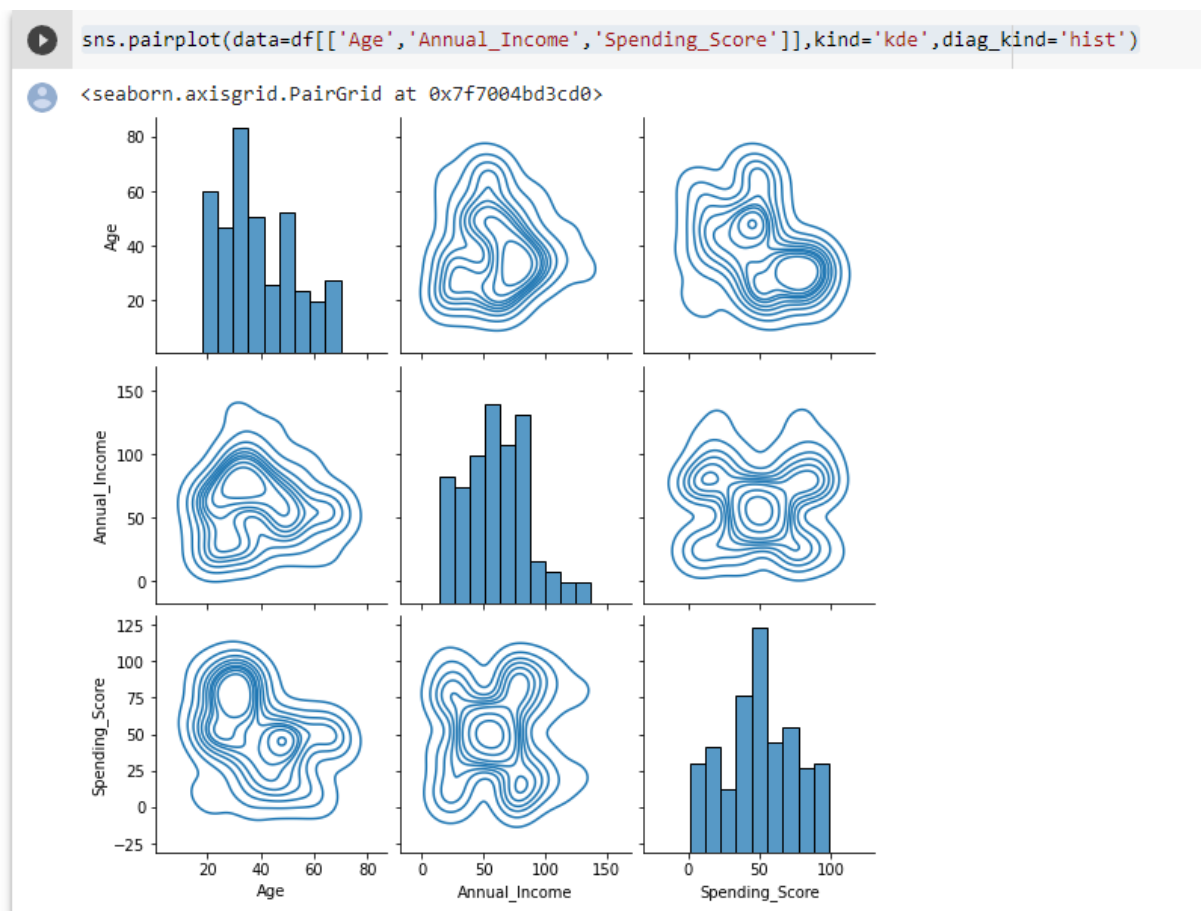 sns.pairplot(data=df[['Age','Annual_Income','Spending_Score']],kind='kde',diag_kind='hist')
<seaborn.axisgrid.PairGrid at 0x7f7004bd3cd0>
80
60
40
20
Age
150
100
50
0
Annual_Income
125
100
75
50
25
0
−25
Spending_Score
20 40 60 80
Age
0 50 100 150
Annual_Income
0 50 100
Spending_Score